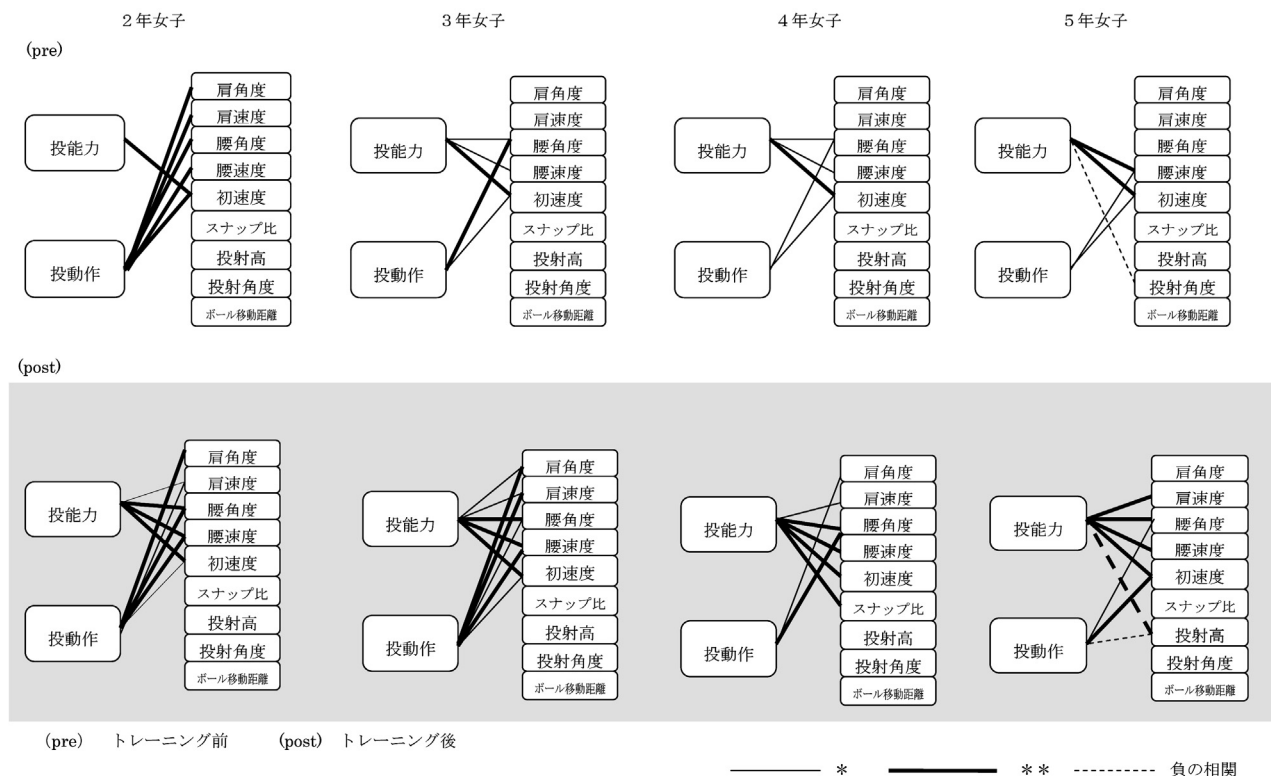 ２年女子 ３年女子 ４年女子 ５年女子
(pre)
投能力
投動作
肩角度
肩速度
腰角度
腰速度
初速度
スナップ比
投射高
投射角度
ボール移動距離
投能力
投動作
肩角度
肩速度
腰角度
腰速度
初速度
スナップ比
投射高
投射角度
ボール移動距離
投能力
投動作
肩角度
肩速度
腰角度
腰速度
初速度
スナップ比
投射高
投射角度
ボール移動距離
投能力
投動作
肩角度
肩速度
腰角度
腰速度
初速度
スナップ比
投射高
投射角度
ボール移動距離
(post)
投能力
投動作
肩角度
肩速度
腰角度
腰速度
初速度
スナップ比
投射高
投射角度
ボール移動距離
投能力
投動作
肩角度
肩速度
腰角度
腰速度
初速度
スナップ比
投射高
投射角度
ボール移動距離
投能力
投動作
肩角度
肩速度
腰角度
腰速度
初速度
スナップ比
投射高
投射角度
ボール移動距離
投能力
投動作
肩角度
肩速度
腰角度
腰速度
初速度
スナップ比
投射高
投射角度
ボール移動距離
(pre) トレーニング前 (post) トレーニング後
＊ ＊＊ 負の相関